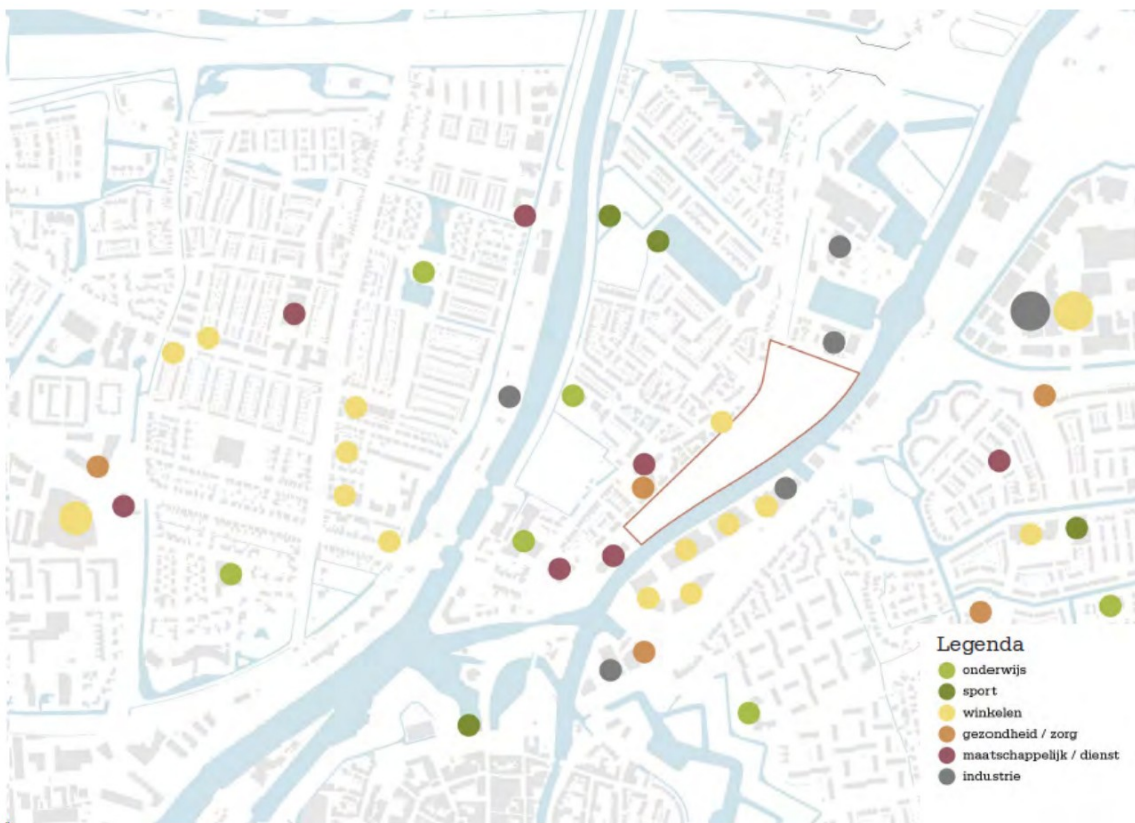 Legenda
onderwijs
sport
winkelen
gezondheid / zorg
maatschappelijk / dienst
industrie